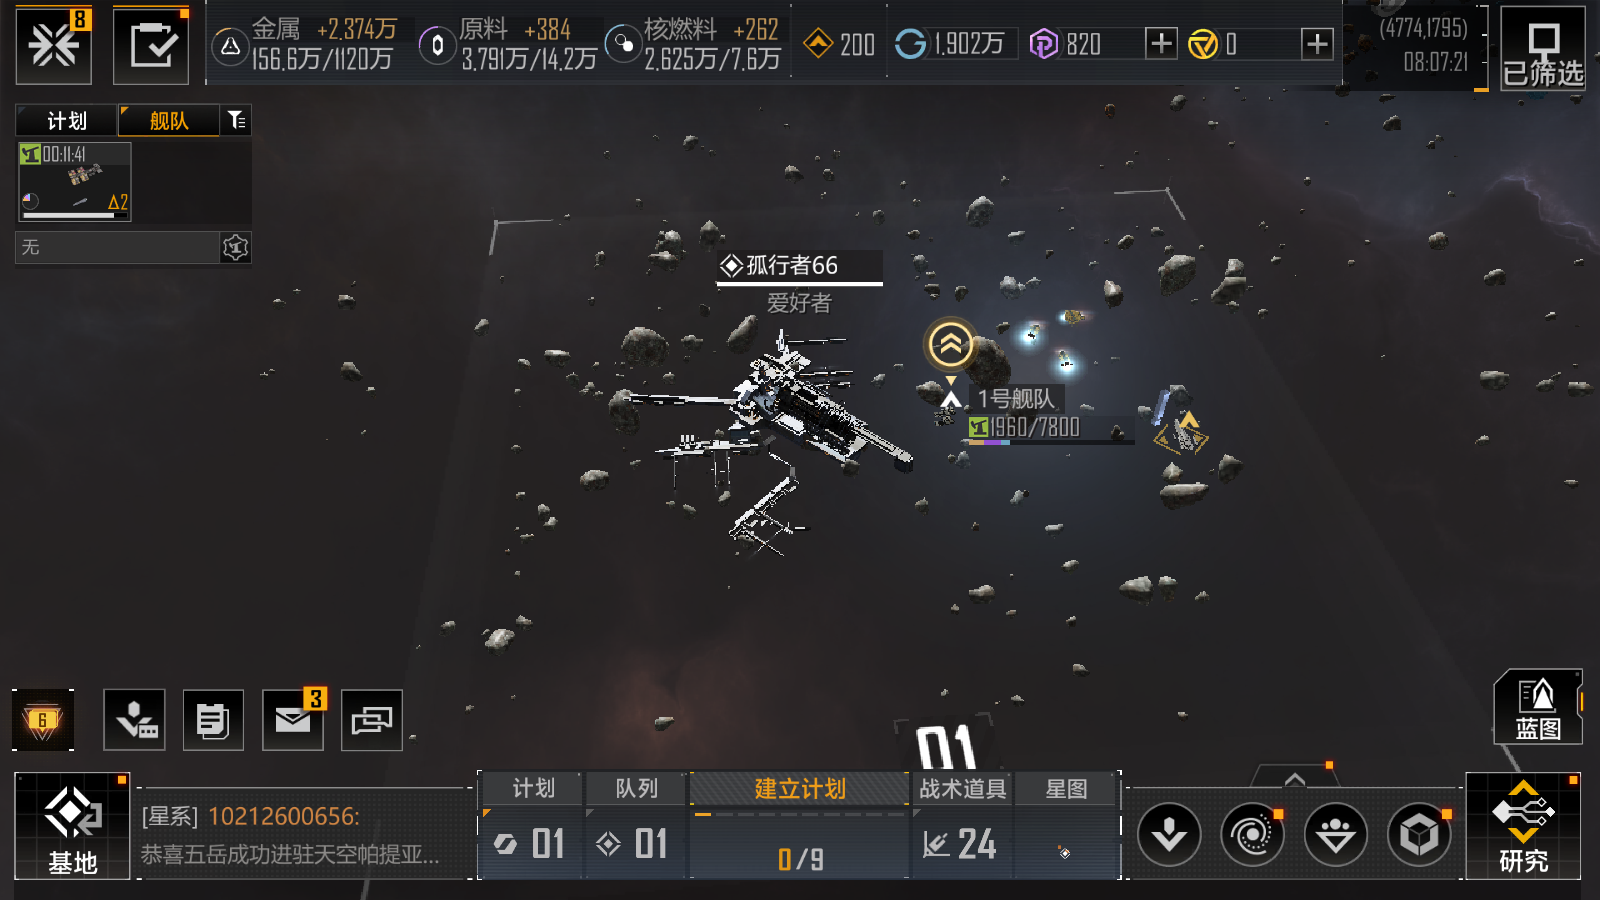 8
金属 +2.374万
156.6万/1120万
原料 +384
3.791万/14.2万
核燃料 +262
2.625万/7.6万
200
1.902万
820
0
(4774,1795)
08:07:21
已筛选
计划
舰队
00:11:41
2
无
孤行者66
爱好者
1号舰队
1960/7800
01
6
3
蓝图
基地
[星系] 10212600656:
恭喜五岳成功进驻天空帕提亚...
计划
队列
建立计划
战术道具
星图
01
01
0/9
24
研究